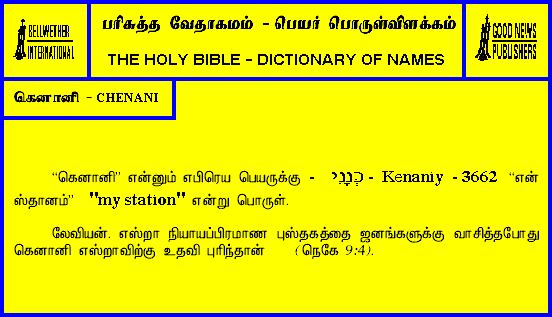 BELLWETHER
INTERNATIONAL
பரிசுத்த வேதாகமம் - பெயர் பொருள்விளக்கம்
THE HOLY BIBLE - DICTIONARY OF NAMES
GOOD NEWS
PUBLISHERS
கெனானி - CHENANI
“கெனானி” என்னும் எபிரெய பெயருக்கு - כְּנָנִי - Kenaniy - 3662 “என்
ஸ்தானம்” "my station" என்று பொருள்.
லேவியன். எஸ்றா நியாயப்பிரமாண புஸ்தகத்தை ஜனங்களுக்கு வாசித்தபோது
கெனானி எஸ்றாவிற்கு உதவி புரிந்தான் (நெகே 9:4).